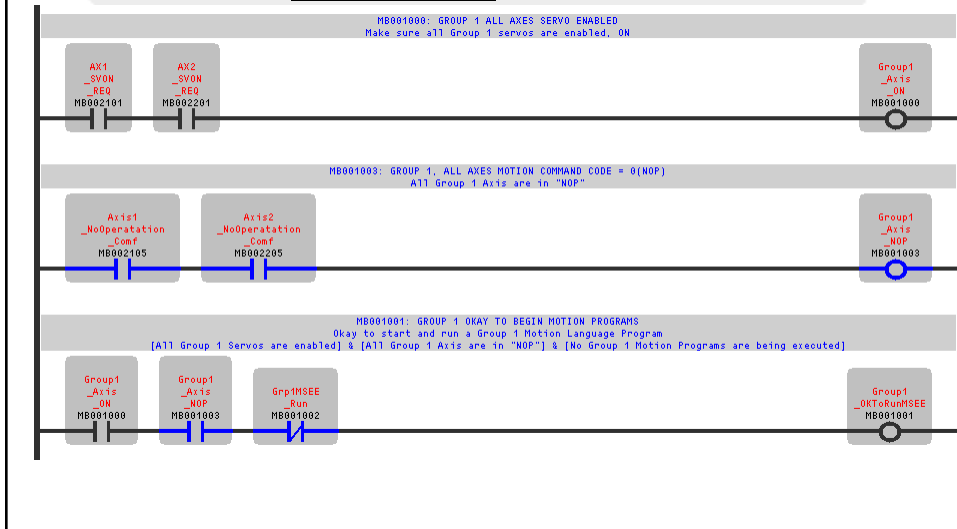 MB001000: GROUP 1 ALL AXES SERVO ENABLED
Make sure all Group 1 servos are enabled, ON
AX1
_SVON
_REQ
MB002101
AX2
_SVON
_REQ
MB002201
Group1
_Axis
_ON
MB001000
MB001003: GROUP 1, ALL AXES MOTION COMMAND CODE = 0(NOP)
All Group 1 Axis are in "NOP"
Axis1
_NoOperatation
_Comf
MB002105
Axis2
_NoOperatation
_Comf
MB002205
Group1
_Axis
_NOP
MB001003
MB001001: GROUP 1 OKAY TO BEGIN MOTION PROGRAMS
Okay to start and run a Group 1 Motion Language Program
[All Group 1 Servos are enabled] & [All Group 1 Axis are in "NOP"] & [No Group 1 Motion Programs are being executed]
Group1
_Axis
_ON
MB001000
Group1
_Axis
_NOP
MB001003
Grp1MSEE
_Run
MB001002
Group1
_OKToRunMSEE
MB001001